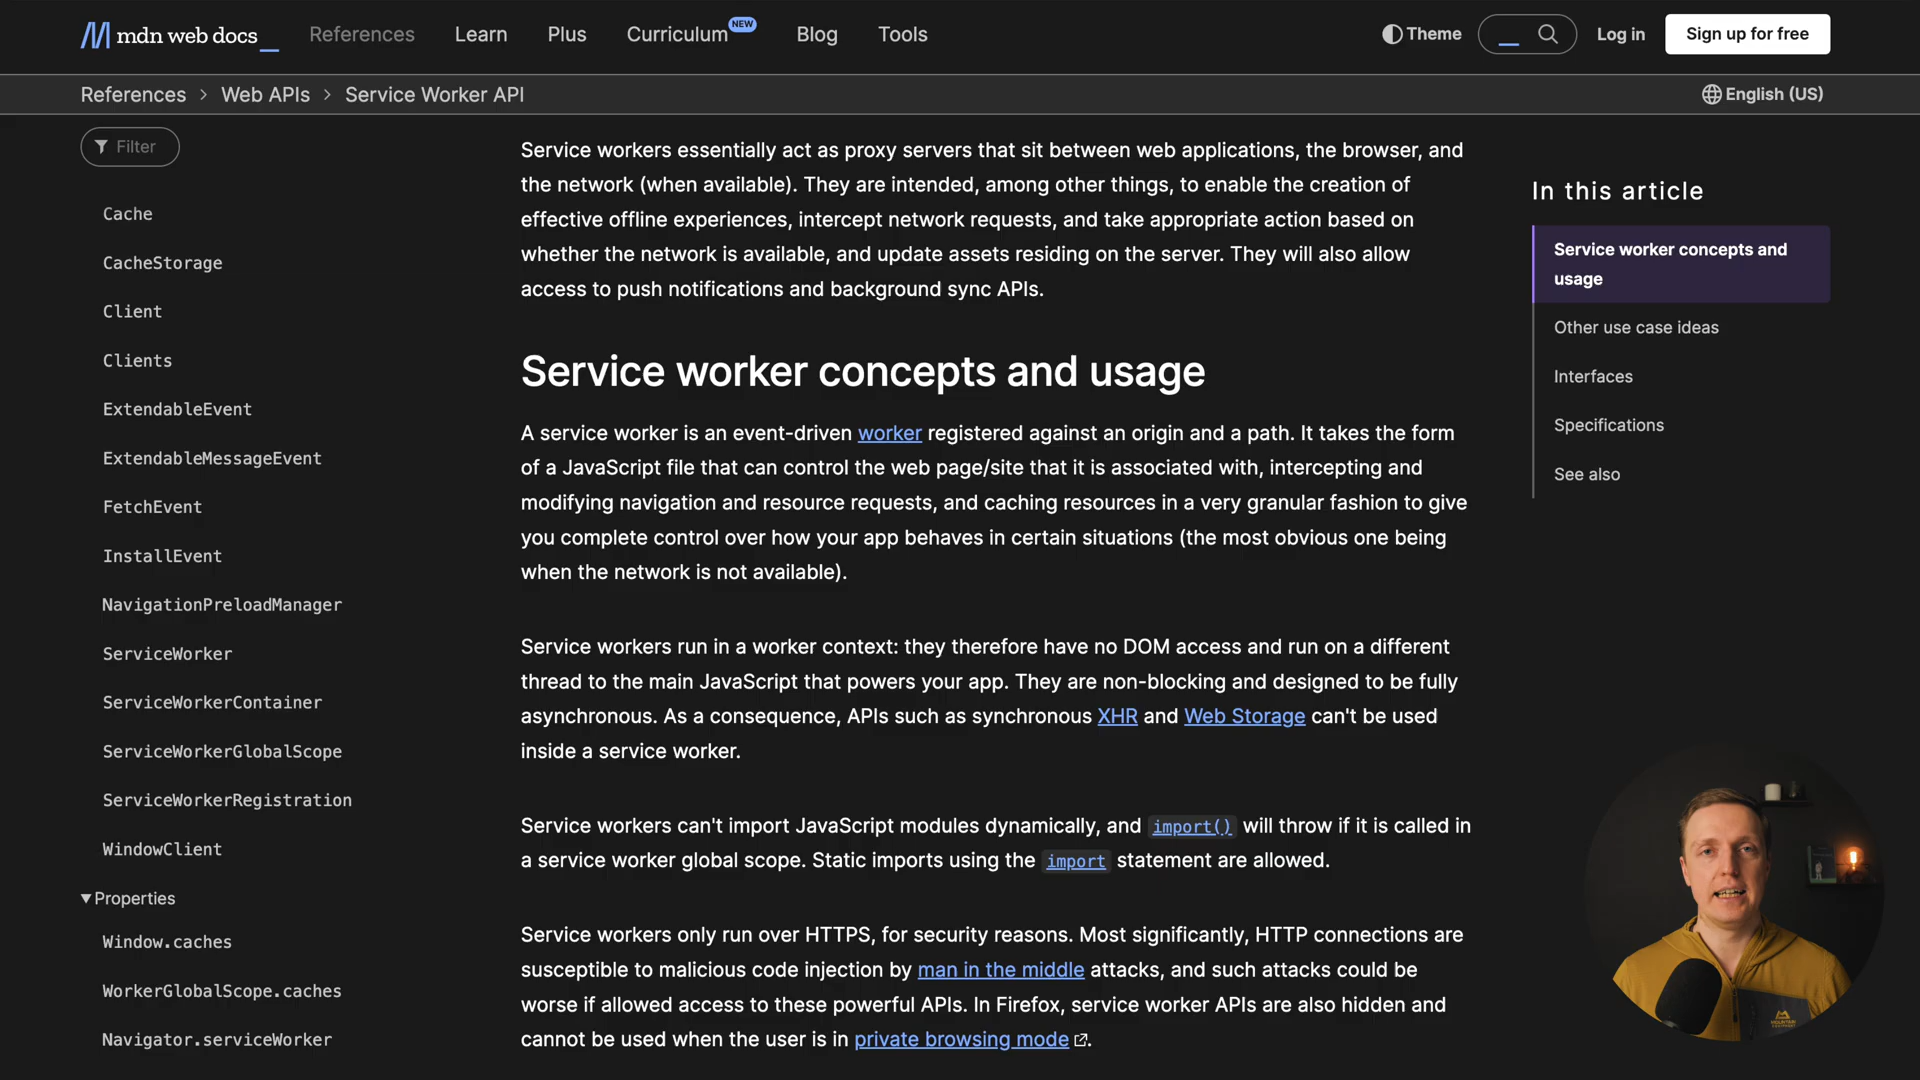 mdn web docs_
References
Learn
Plus
Curriculum NEW
Blog
Tools
Theme
Log in
Sign up for free
References > Web APIs > Service Worker API
English (US)
Filter
Cache
CacheStorage
Client
Clients
ExtendableEvent
ExtendableMessageEvent
FetchEvent
InstallEvent
NavigationPreloadManager
ServiceWorker
ServiceWorkerContainer
ServiceWorkerGlobalScope
ServiceWorkerRegistration
WindowClient
Properties
Window.caches
WorkerGlobalScope.caches
Navigator.serviceWorker
Service workers essentially act as proxy servers that sit between web applications, the browser, and
the network (when available). They are intended, among other things, to enable the creation of
effective offline experiences, intercept network requests, and take appropriate action based on
whether the network is available, and update assets residing on the server. They will also allow
access to push notifications and background sync APIs.
Service worker concepts and usage
A service worker is an event-driven worker registered against an origin and a path. It takes the form
of a JavaScript file that can control the web page/site that it is associated with, intercepting and
modifying navigation and resource requests, and caching resources in a very granular fashion to give
you complete control over how your app behaves in certain situations (the most obvious one being
when the network is not available).
Service workers run in a worker context: they therefore have no DOM access and run on a different
thread to the main JavaScript that powers your app. They are non-blocking and designed to be fully
asynchronous. As a consequence, APIs such as synchronous XHR and Web Storage can't be used
inside a service worker.
Service workers can't import JavaScript modules dynamically, and import() will throw if it is called in
a service worker global scope. Static imports using the import statement are allowed.
Service workers only run over HTTPS, for security reasons. Most significantly, HTTP connections are
susceptible to malicious code injection by man in the middle attacks, and such attacks could be
worse if allowed access to these powerful APIs. In Firefox, service worker APIs are also hidden and
cannot be used when the user is in private browsing mode.
In this article
Service worker concepts and
usage
Other use case ideas
Interfaces
Specifications
See also